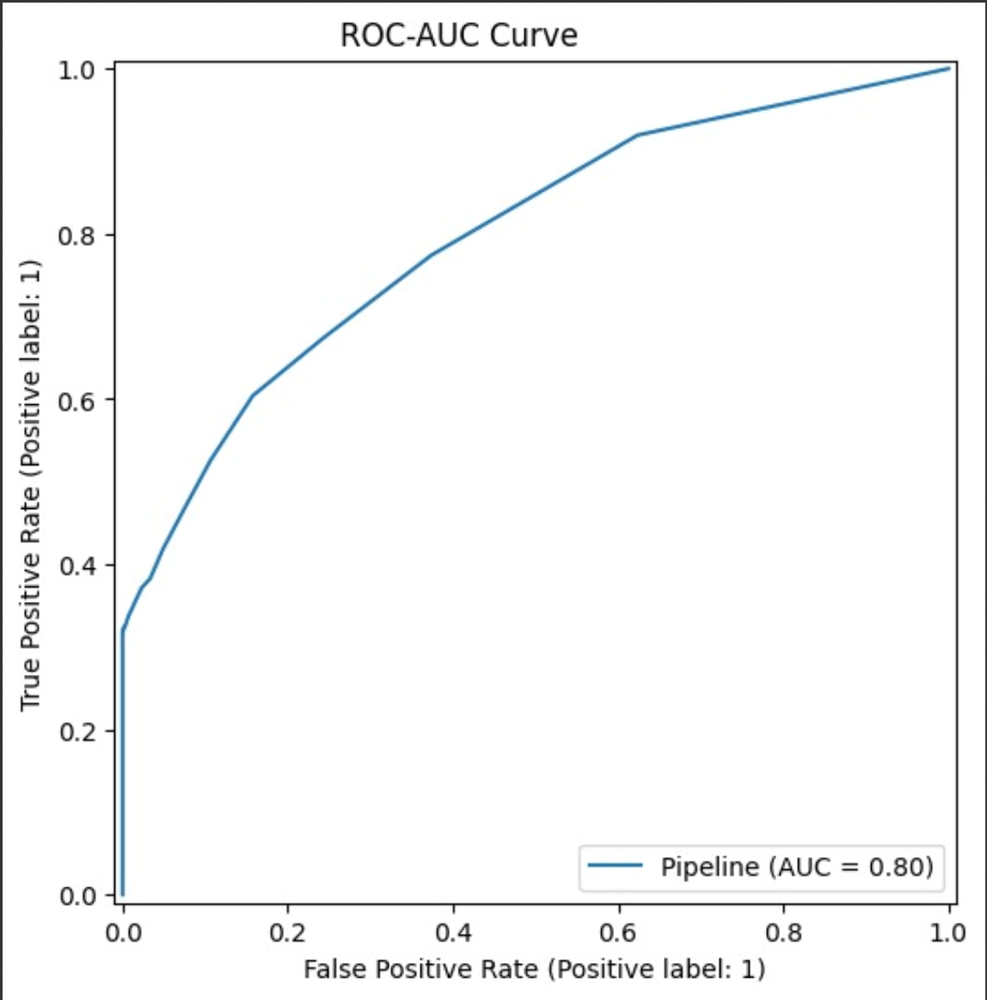 ROC-AUC Curve
1.0
0.8
0.6
0.4
0.2
0.0
True Positive Rate (Positive label: 1)
Pipeline (AUC = 0.80)
0.0 0.2 0.4 0.6 0.8 1.0
False Positive Rate (Positive label: 1)